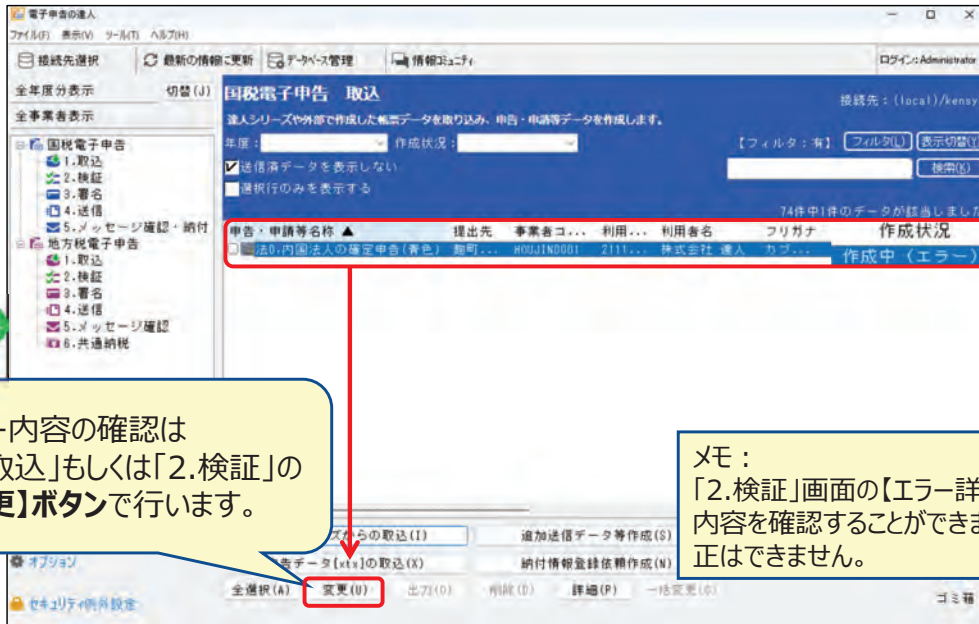 電子申告の達人
ファイル(F) 表示(V) ツール(T) ヘルプ(H)
接続先選択 最新の情報に更新 データベース管理 情報コミュニティ ログイン:Administrator
全年度分表示 切替(J)
全事業者表示
国税電子申告
1.取込
2.検証
3.署名
4.送信
5.メッセージ確認・納付
地方税電子申告
1.取込
2.検証
3.署名
4.送信
5.メッセージ確認
6.共通納税
国税電子申告 取込
接続先:(local)/kensy
達人シリーズや外部で作成した帳票データを取り込み、申告・申請等データを作成します。
年度: 作成状況: 【フィルタ:有】 フィルタ(L) 表示切替(Y)
送信済データを表示しない 検索(K)
選択行のみを表示する
74件中1件のデータが該当しました
申告・申請等名称 ▲ 提出先 事業者コ... 利用... 利用者名 フリガナ 作成状況
法0.内国法人の確定申告(青色) 麹町... HOUJIN0001 2111... 株式会社 達人 カブ... 作成中(エラー)
ー内容の確認は
取込」もしくは「2.検証」の
更】ボタンで行います。
メモ:
「2.検証」画面の【エラー詳
内容を確認することができま
正はできません。
ズからの取込(I) 追加送信データ等作成(S)
告データ[xtx]の取込(X) 納付情報登録依頼作成(N)
オプション
全選択(A) 変更(U) 出力(O) 削除(D) 詳細(P) 一括変更(G)
セキュリティ例外設定 ゴミ箱